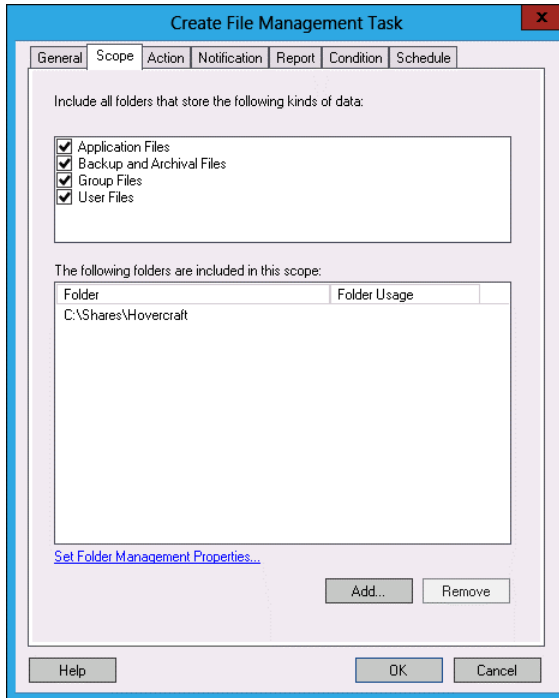 Create File Management Task
x
General Scope Action Notification Report Condition Schedule
Include all folders that store the following kinds of data:
Application Files
Backup and Archival Files
Group Files
User Files
The following folders are included in this scope:
Folder Folder Usage
C:\Shares\Hovercraft
Set Folder Management Properties...
Add... Remove
Help OK Cancel